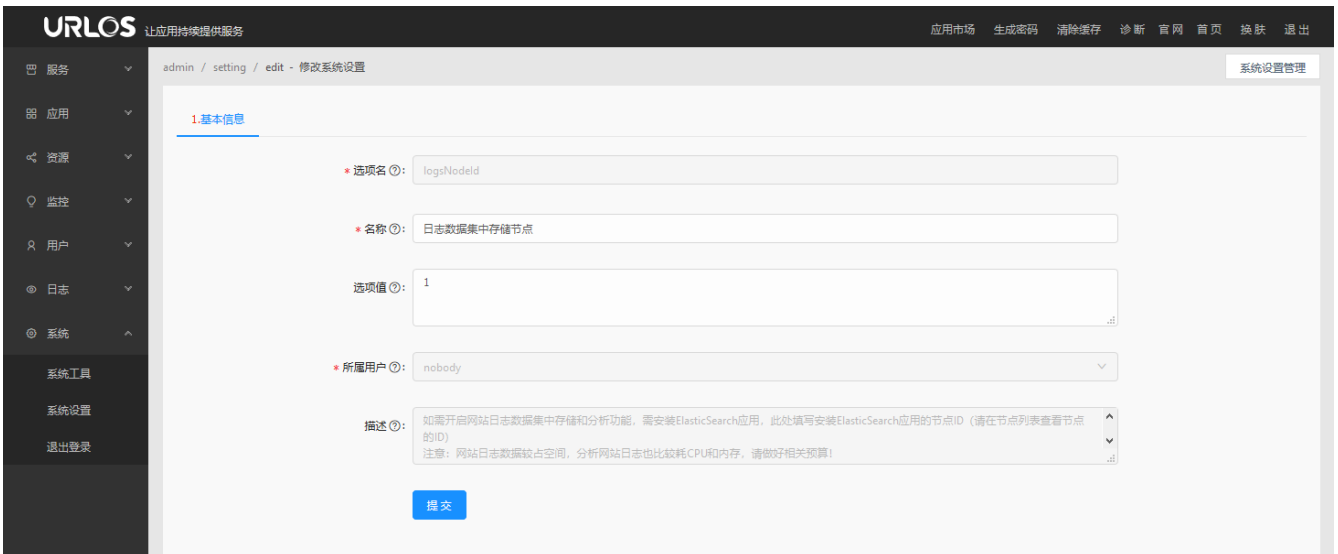 URLOS 让应用持续提供服务
应用市场 生成密码 清除缓存 诊断 官网 首页 换肤 退出
服务
应用
资源
监控
用户
日志
系统
系统工具
系统设置
退出登录
admin / setting / edit - 修改系统设置
系统设置管理
1.基本信息
* 选项名 ?: logsNodeId
* 名称 ?: 日志数据集中存储节点
选项值 ?: 1
* 所属用户 ?: nobody
描述 ?: 如需开启网站日志数据集中存储和分析功能，需安装ElasticSearch应用，此处填写安装ElasticSearch应用的节点ID（请在节点列表查看节点
的ID）
注意：网站日志数据较占空间，分析网站日志也比较耗CPU和内存，请做好相关预算！
提交